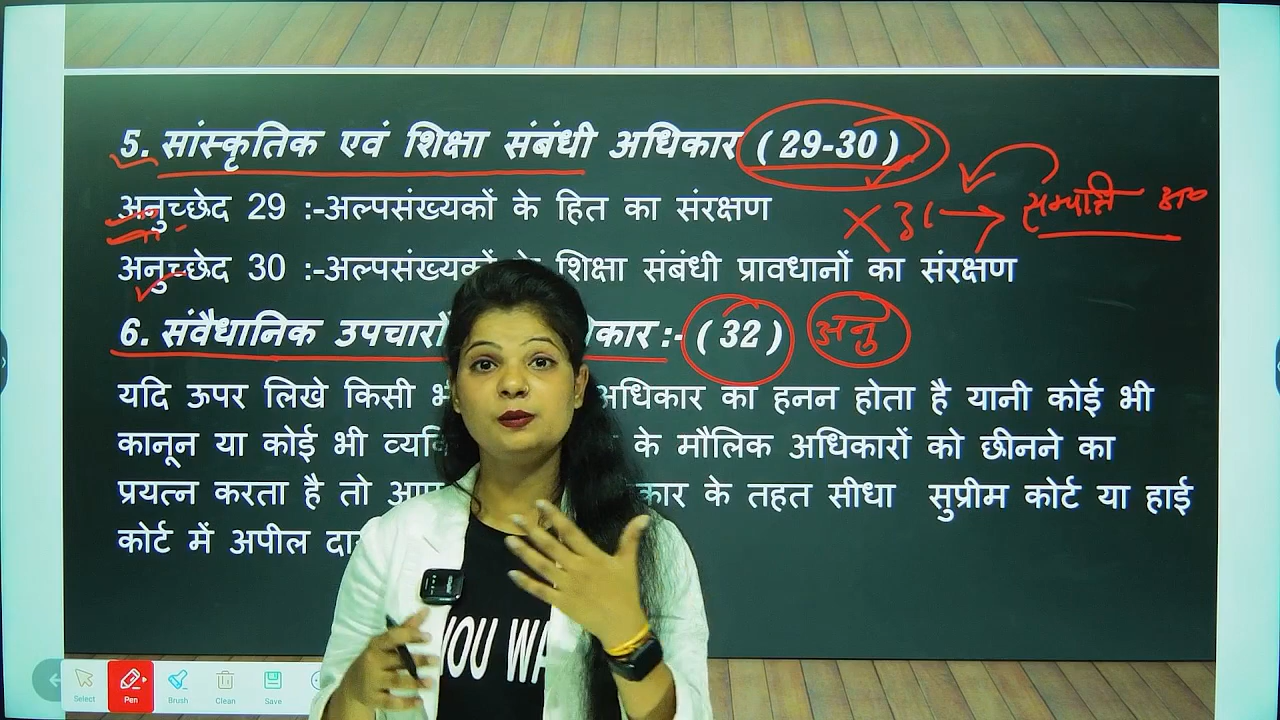 5. सांस्कृतिक एवं शिक्षा संबंधी अधिकार (29-30)
अनुच्छेद 29 :-अल्पसंख्यकों के हित का संरक्षण
X 31 → सम्पत्ति
अनुच्छेद 30 :-अल्पसंख्यकों के शिक्षा संबंधी प्रावधानों का संरक्षण
6. संवैधानिक उपचारों :- (32) अनु
यदि ऊपर लिखे किसी अधिकार का हनन होता है यानी कोई भी
कानून या कोई भी के मौलिक अधिकारों को छीनने का
प्रयत्न करता है तो के तहत सीधा सुप्रीम कोर्ट या हाई
कोर्ट में अपील
YOU WA
Select Pen Brush Clean Save